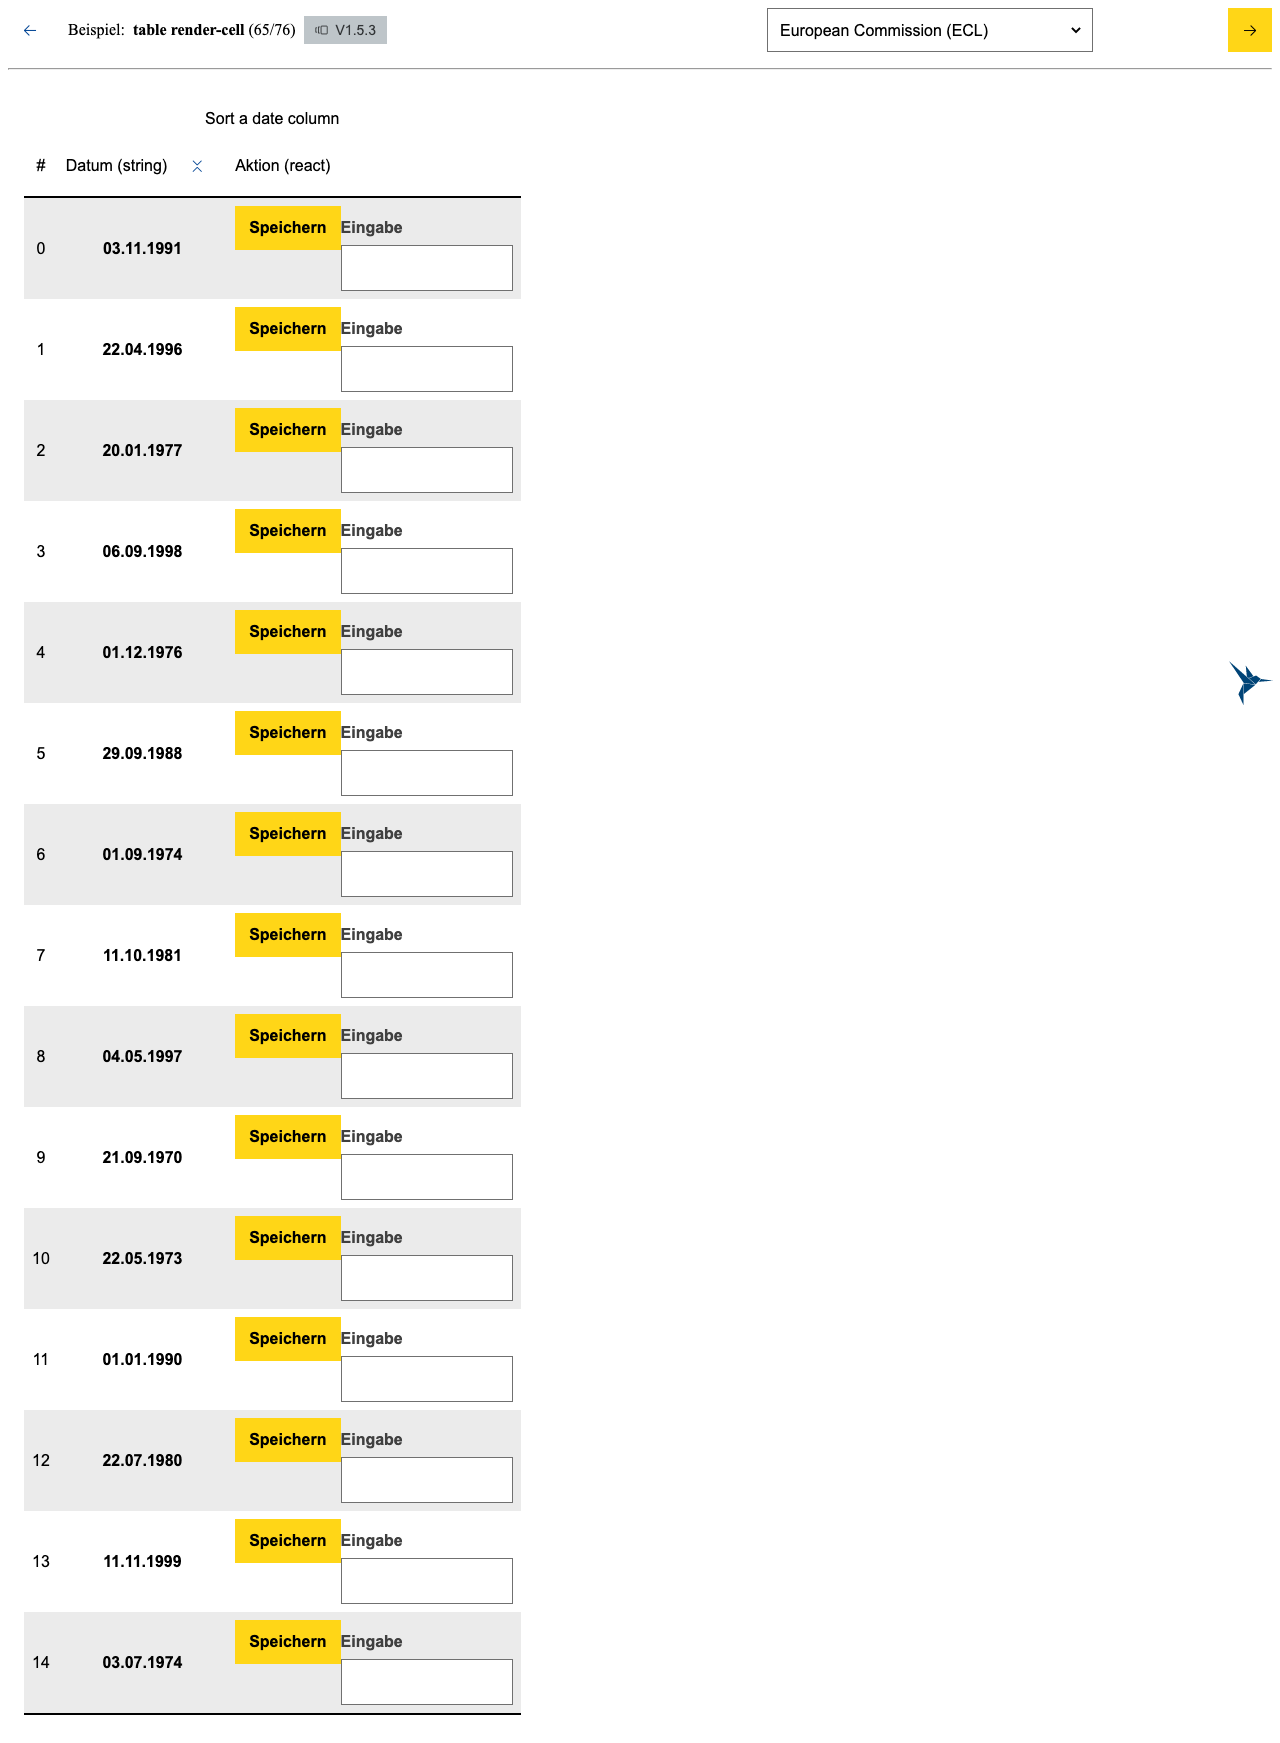 Beispiel: table render-cell (65/76) V1.5.3 European Commission (ECL)
Sort a date column
# Datum (string) Aktion (react)
0 03.11.1991 Speichern Eingabe
1 22.04.1996 Speichern Eingabe
2 20.01.1977 Speichern Eingabe
3 06.09.1998 Speichern Eingabe
4 01.12.1976 Speichern Eingabe
5 29.09.1988 Speichern Eingabe
6 01.09.1974 Speichern Eingabe
7 11.10.1981 Speichern Eingabe
8 04.05.1997 Speichern Eingabe
9 21.09.1970 Speichern Eingabe
10 22.05.1973 Speichern Eingabe
11 01.01.1990 Speichern Eingabe
12 22.07.1980 Speichern Eingabe
13 11.11.1999 Speichern Eingabe
14 03.07.1974 Speichern Eingabe